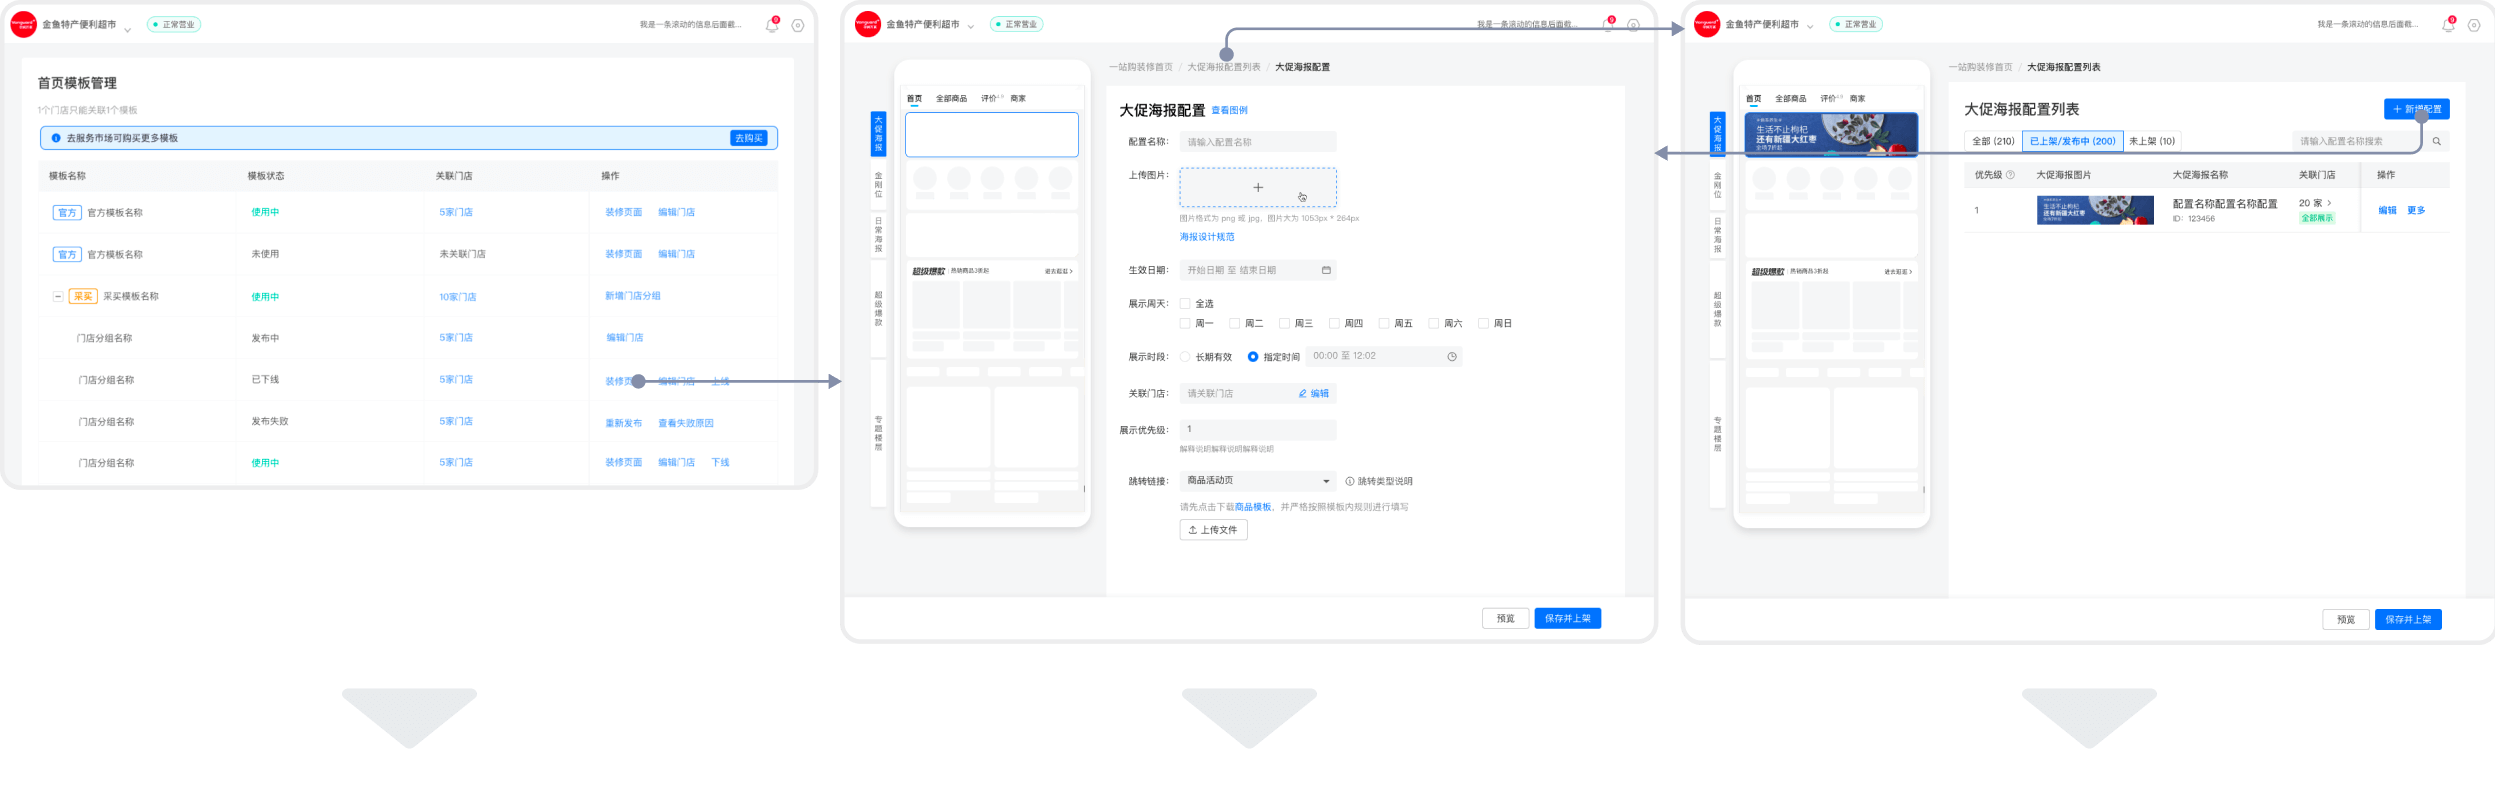 金鱼特产便利超市
正常营业
我是一条滚动的信息后面截...
9
首页模板管理
1个门店只能关联1个模板
去服务市场可购买更多模板
去购买
模板名称 模板状态 关联门店 操作
官方 官方模板名称 使用中 5家门店 装修页面 编辑门店
官方 官方模板名称 未使用 未关联门店 装修页面 编辑门店
采买 采买模板名称 使用中 10家门店 新增门店分组
门店分组名称 发布中 5家门店 编辑门店
门店分组名称 已下线 5家门店 装修页 编辑门店 上线
门店分组名称 发布失败 5家门店 重新发布 查看失败原因
门店分组名称 使用中 5家门店 装修页面 编辑门店 下线
金鱼特产便利超市
正常营业
我是一条滚动的信息后面截...
9
一站购装修首页 / 大促海报配置列表 / 大促海报配置
大促海报
金刚位
日常海报
超级爆款
专题楼层
首页 全部商品 评价4.9 商家
超级爆款 热销商品3折起 进去逛逛
大促海报配置 查看图例
配置名称: 请输入配置名称
上传图片:
图片格式为 png 或 jpg、图片大为 1053px * 264px
海报设计规范
生效日期: 开始日期 至 结束日期
展示周天: 全选
周一 周二 周三 周四 周五 周六 周日
展示时段: 长期有效 指定时间 00:00 至 12:02
关联门店: 请关联门店 编辑
展示优先级: 1
解释说明解释说明解释说明
跳转链接: 商品活动页 跳转类型说明
请先点击下载商品模板，并严格按照模板内规则进行填写
上传文件
预览 保存并上架
金鱼特产便利超市
正常营业
我是一条滚动的信息后面截...
9
一站购装修首页 / 大促海报配置列表
大促海报
金刚位
日常海报
超级爆款
专题楼层
首页 全部商品 评价4.9 商家
生活不止枸杞
还有新疆大红枣
全场7折起
超级爆款 热销商品3折起 进去逛逛
大促海报配置列表
+ 新增配置
全部 (210) 已上架/发布中 (200) 未上架 (10)
请输入配置名称搜索
优先级 大促海报图片 大促海报名称 关联门店 操作
1
生活不止枸杞
还有新疆大红枣
配置名称配置名称配置
ID: 123456
20 家
全部展示
编辑 更多
预览 保存并上架